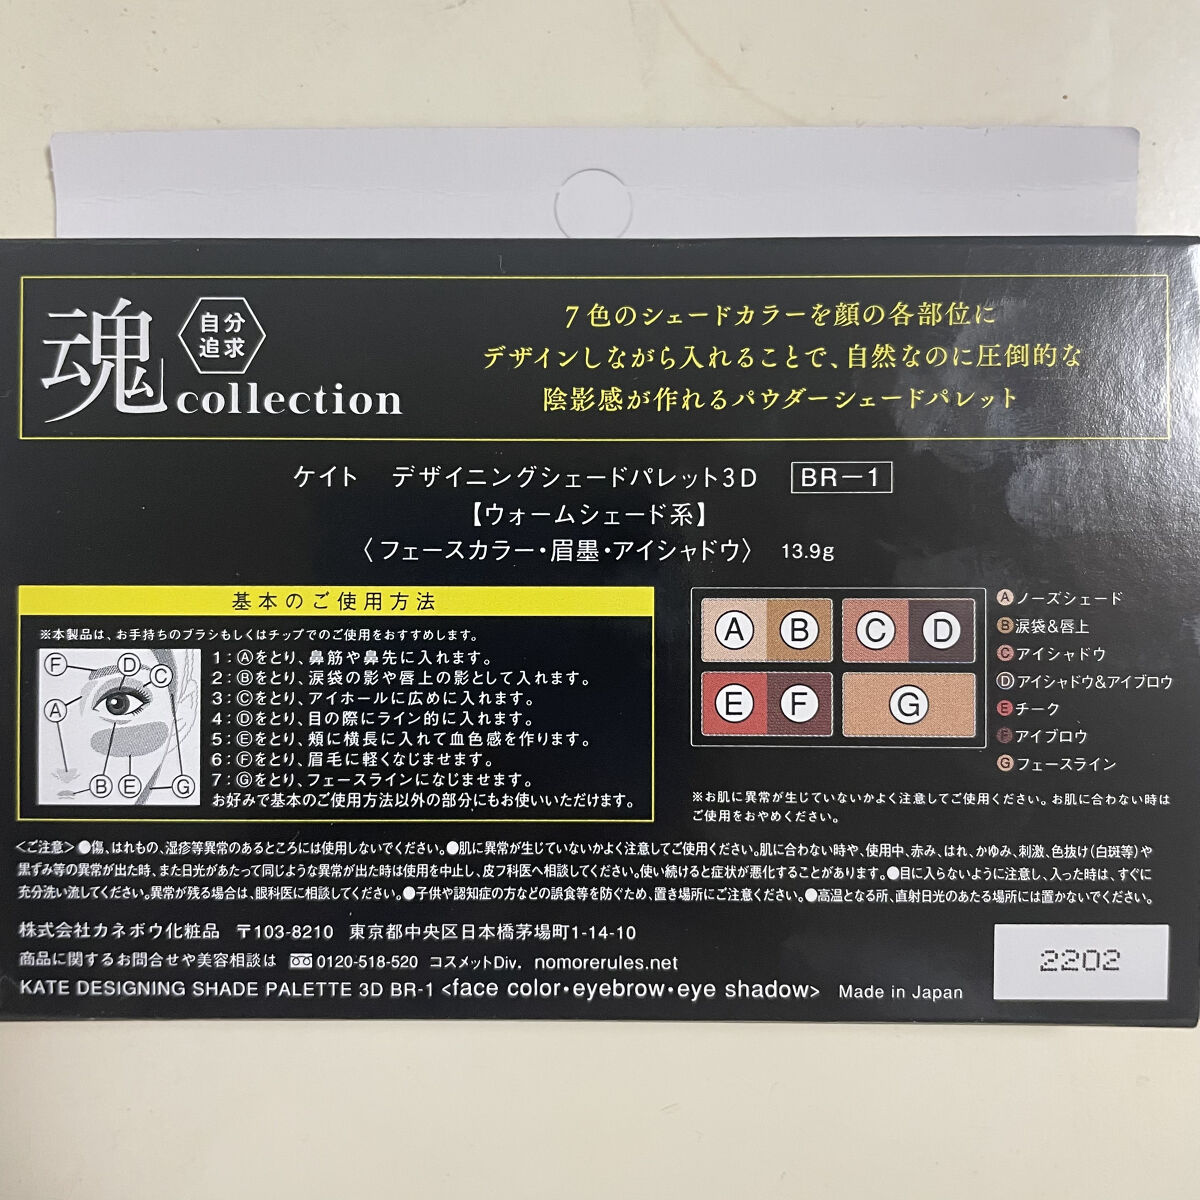 魂
自分
追求
collection
7色のシェードカラーを顔の各部位に
デザインしながら入れることで、自然なのに圧倒的な
陰影感が作れるパウダーシェードパレット
ケイト デザイニングシェードパレット3D BR-1
【ウォームシェード系】
〈フェースカラー・眉墨・アイシャドウ〉 13.9g
基本のご使用方法
※本製品は、お手持ちのブラシもしくはチップでのご使用をおすすめします。
F D C
A
B E G
1:Ⓐをとり、鼻筋や鼻先に入れます。
2:Ⓑをとり、涙袋の影や唇上の影として入れます。
3:Ⓒをとり、アイホールに広めに入れます。
4:Ⓓをとり、目の際にライン的に入れます。
5:Ⓔをとり、頬に横長に入れて血色感を作ります。
6:Ⓕをとり、眉毛に軽くなじませます。
7:Ⓖをとり、フェースラインになじませます。
お好みで基本のご使用方法以外の部分にもお使いいただけます。
A B C D
E F G
Ⓐノーズシェード
Ⓑ涙袋&唇上
Ⓒアイシャドウ
Ⓓアイシャドウ&アイブロウ
Ⓔチーク
Ⓕアイブロウ
Ⓖフェースライン
※お肌に異常が生じていないかよく注意してご使用ください。お肌に合わない時は
ご使用をおやめください。
<ご注意>●傷、はれもの、湿疹等異常のあるところには使用しないでください。●肌に異常が生じていないかよく注意してご使用ください。肌に合わない時や、使用中、赤み、はれ、かゆみ、刺激、色抜け(白斑等)や
黒ずみ等の異常が出た時、また日光があたって同じような異常が出た時は使用を中止し、皮フ科医へ相談してください。使い続けると症状が悪化することがあります。●目に入らないように注意し、入った時は、すぐに
充分洗い流してください。異常が残る場合は、眼科医に相談してください。●子供や認知症の方などの誤食等を防ぐため、置き場所にご注意ください。●高温となる所、直射日光のあたる場所には置かないでください。
株式会社カネボウ化粧品 〒103-8210 東京都中央区日本橋茅場町1-14-10
商品に関するお問合せや美容相談は 0120-518-520 コスメットDiv. nomorerules.net
KATE DESIGNING SHADE PALETTE 3D BR-1 <face color・eyebrow・eye shadow> Made in Japan
2202